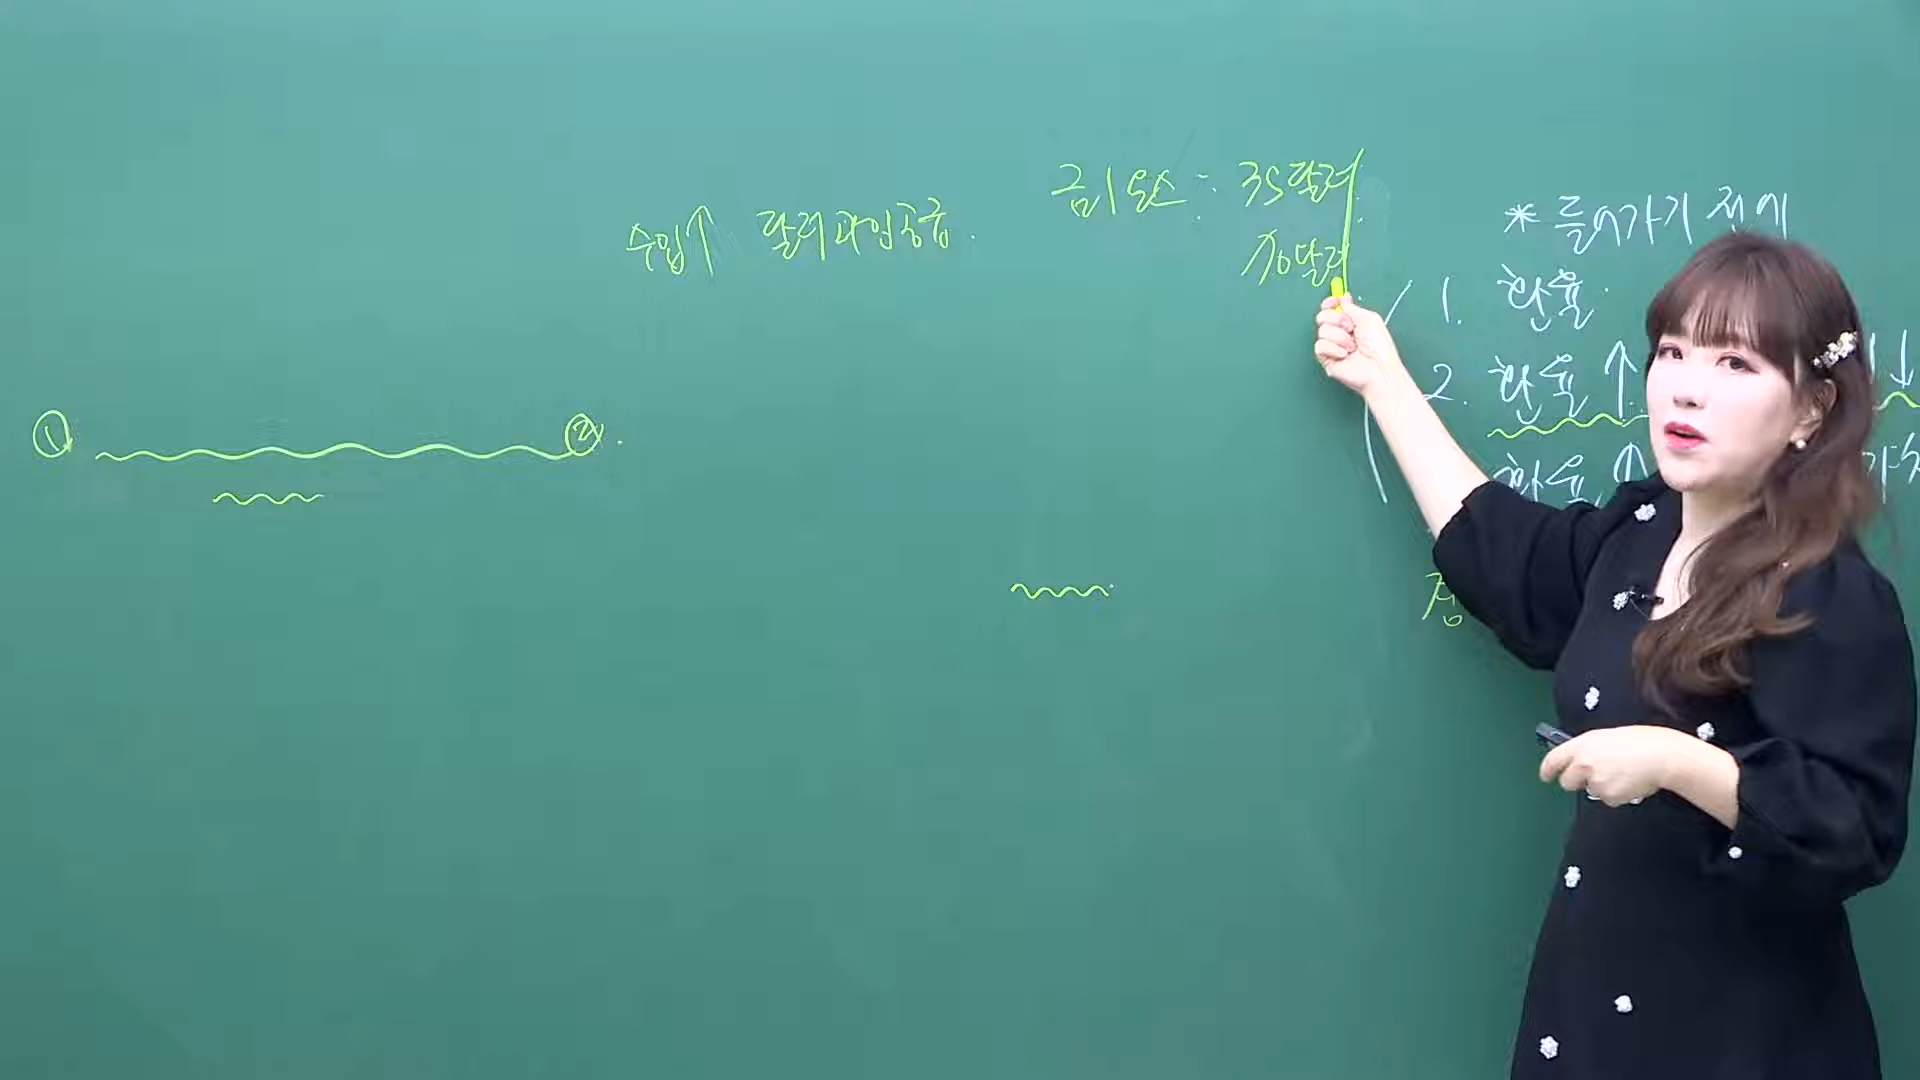 수입↑ 달러 과잉공급.
금 1온스 : 35달러
70달러
* 들어가기 전에
1. 환율
2. 환율↑ ↓
환율↑
①
②.